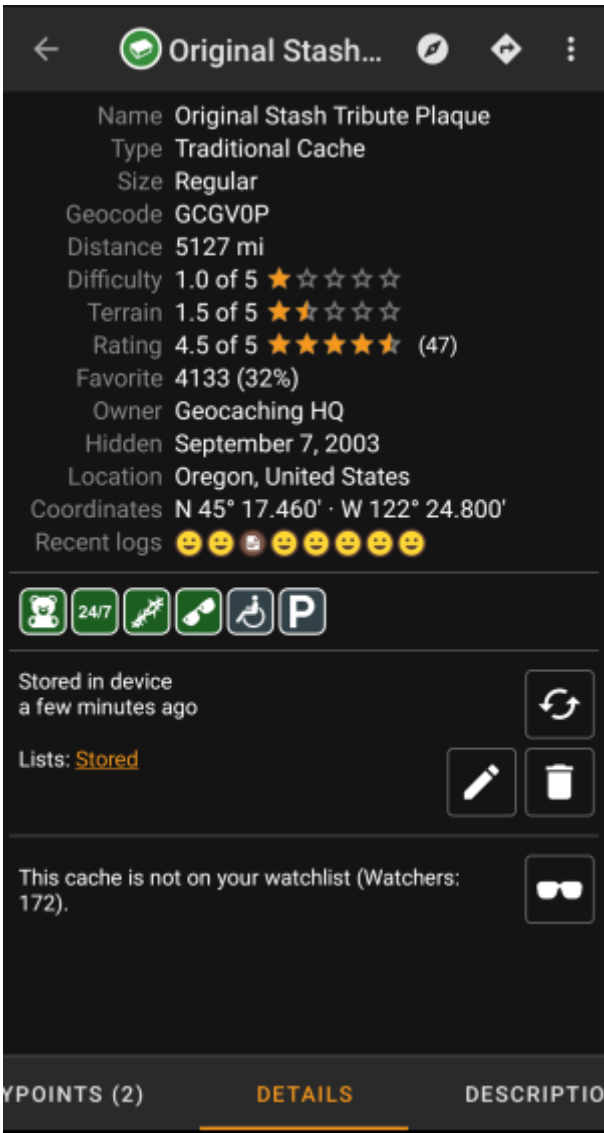 Original Stash...
Name Original Stash Tribute Plaque
Type Traditional Cache
Size Regular
Geocode GCGV0P
Distance 5127 mi
Difficulty 1.0 of 5
Terrain 1.5 of 5
Rating 4.5 of 5 (47)
Favorite 4133 (32%)
Owner Geocaching HQ
Hidden September 7, 2003
Location Oregon, United States
Coordinates N 45° 17.460' · W 122° 24.800'
Recent logs
24/7 P
Stored in device
a few minutes ago
Lists: Stored
This cache is not on your watchlist (Watchers:
172).
YPOINTS (2) DETAILS DESCRIPTIO